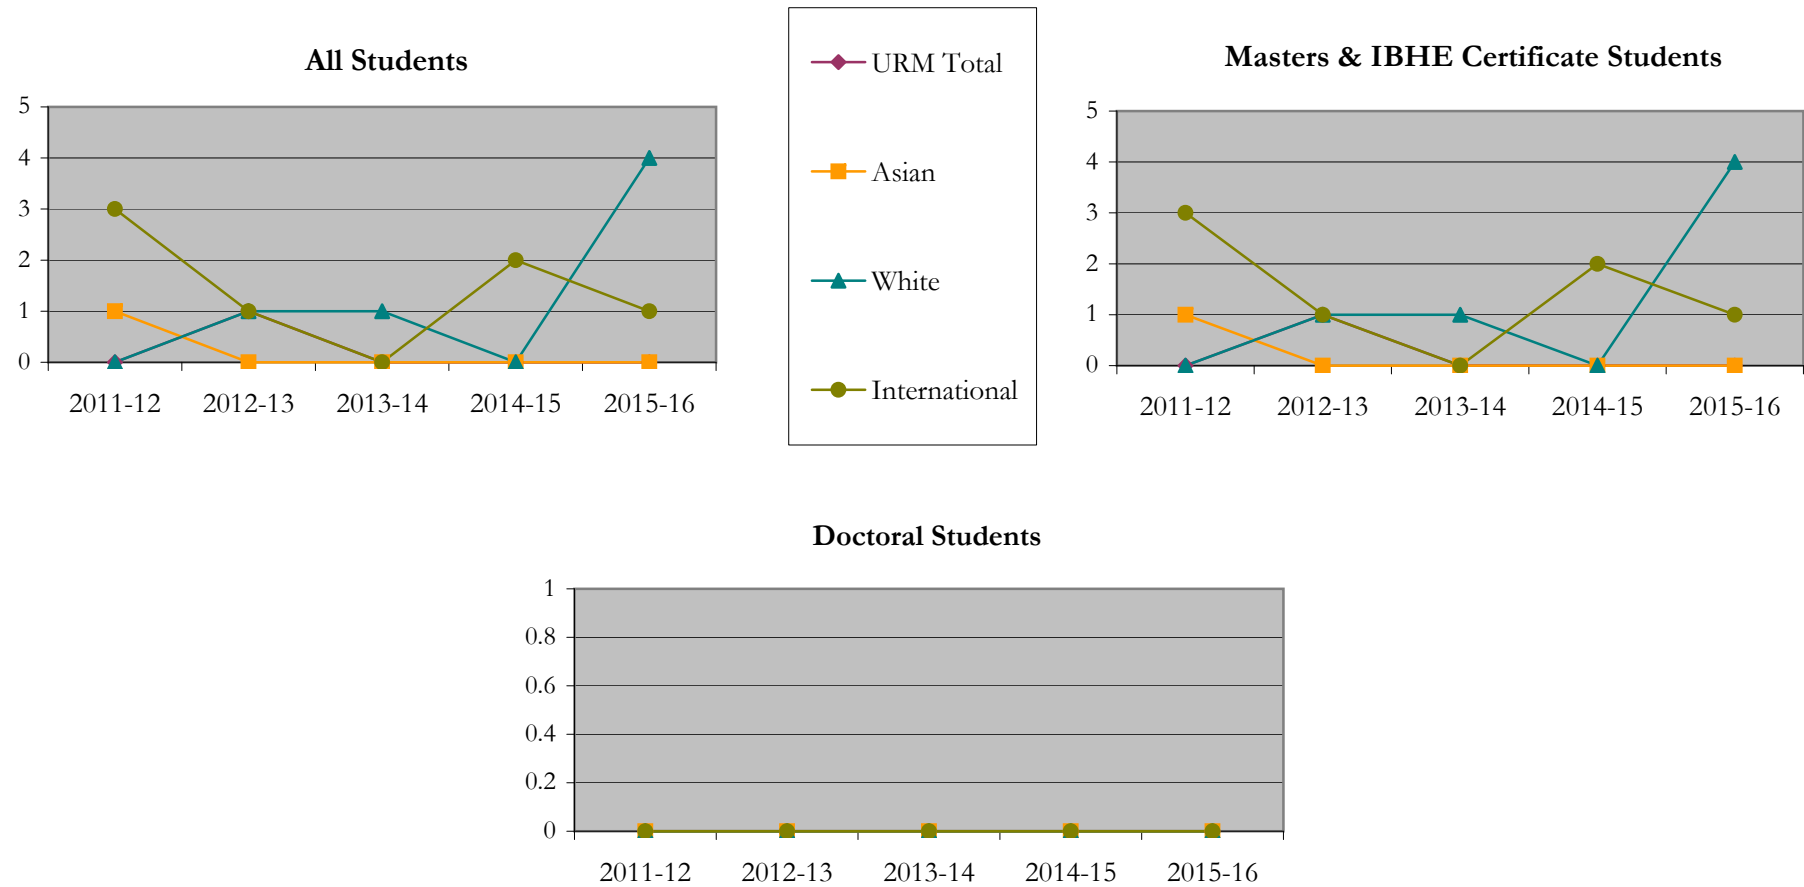 All Students
5
4
3
2
1
0
2011-12 2012-13 2013-14 2014-15 2015-16
URM Total
Asian
White
International
Masters & IBHE Certificate Students
5
4
3
2
1
0
2011-12 2012-13 2013-14 2014-15 2015-16
Doctoral Students
1
0.8
0.6
0.4
0.2
0
2011-12 2012-13 2013-14 2014-15 2015-16